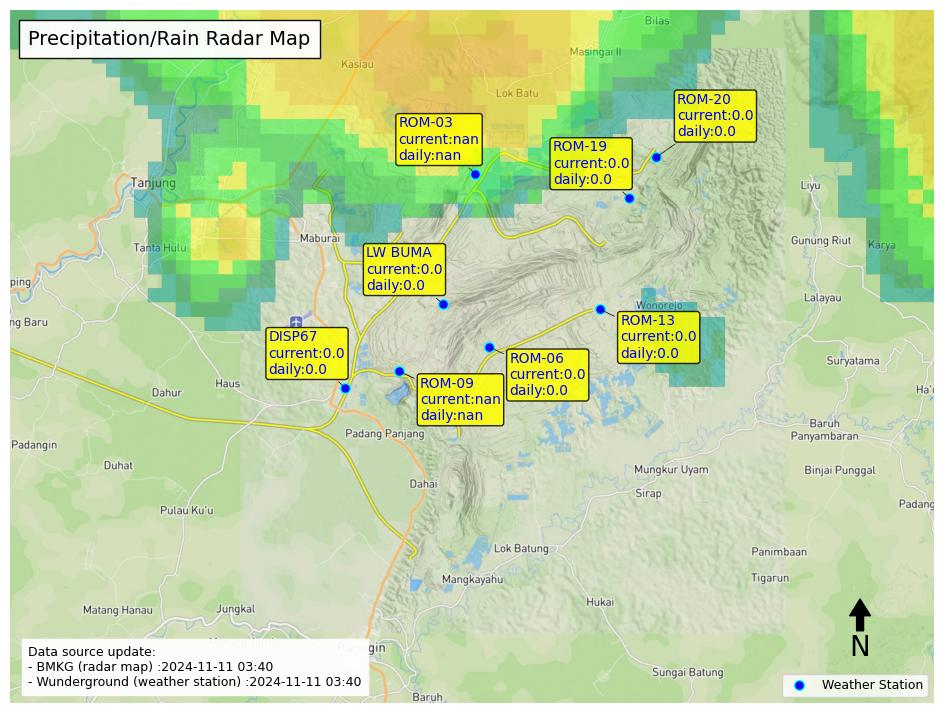 Precipitation/Rain Radar Map
Bilas
Masingai II
Kasiau
Lok Batu
ROM-20
current:0.0
daily:0.0
ROM-03
current:nan
daily:nan
ROM-19
current:0.0
daily:0.0
Tanjung
Liyu
Maburai
Tanta Hulu
Gunung Riut
Karya
LW BUMA
current:0.0
daily:0.0
ping
Lalayau
Wonorejo
ng Baru
ROM-13
current:0.0
daily:0.0
DISP67
current:0.0
daily:0.0
ROM-06
current:0.0
daily:0.0
Suryatama
Haus
Ha'
Dahur
ROM-09
current:nan
daily:nan
Baruh
Panyambaran
Padang Panjang
Padangin
Duhat
Mungkur Uyam
Binjai Punggal
Dahai
Sirap
Padang
Pulau Ku'u
Lok Batung
Panimbaan
Mangkayahu
Tigarun
Hukai
Matang Hanau
Jungkal
N
Data source update:
- BMKG (radar map) :2024-11-11 03:40
- Wunderground (weather station) :2024-11-11 03:40
Sungai Batung
Weather Station
Baruh